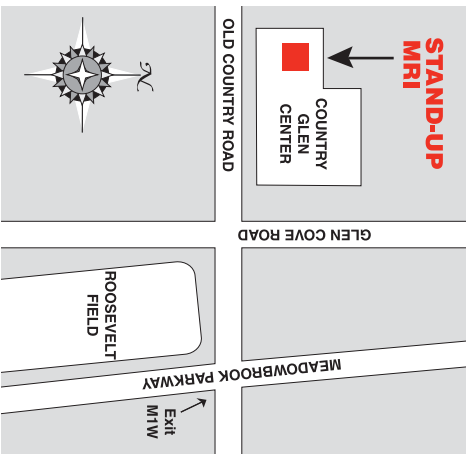 STAND-UP
MRI
OLD COUNTRY ROAD
COUNTRY
GLEN
CENTER
GLEN COVE ROAD
ROOSEVELT
FIELD
MEADOWBROOK PARKWAY
Exit
M1W
N